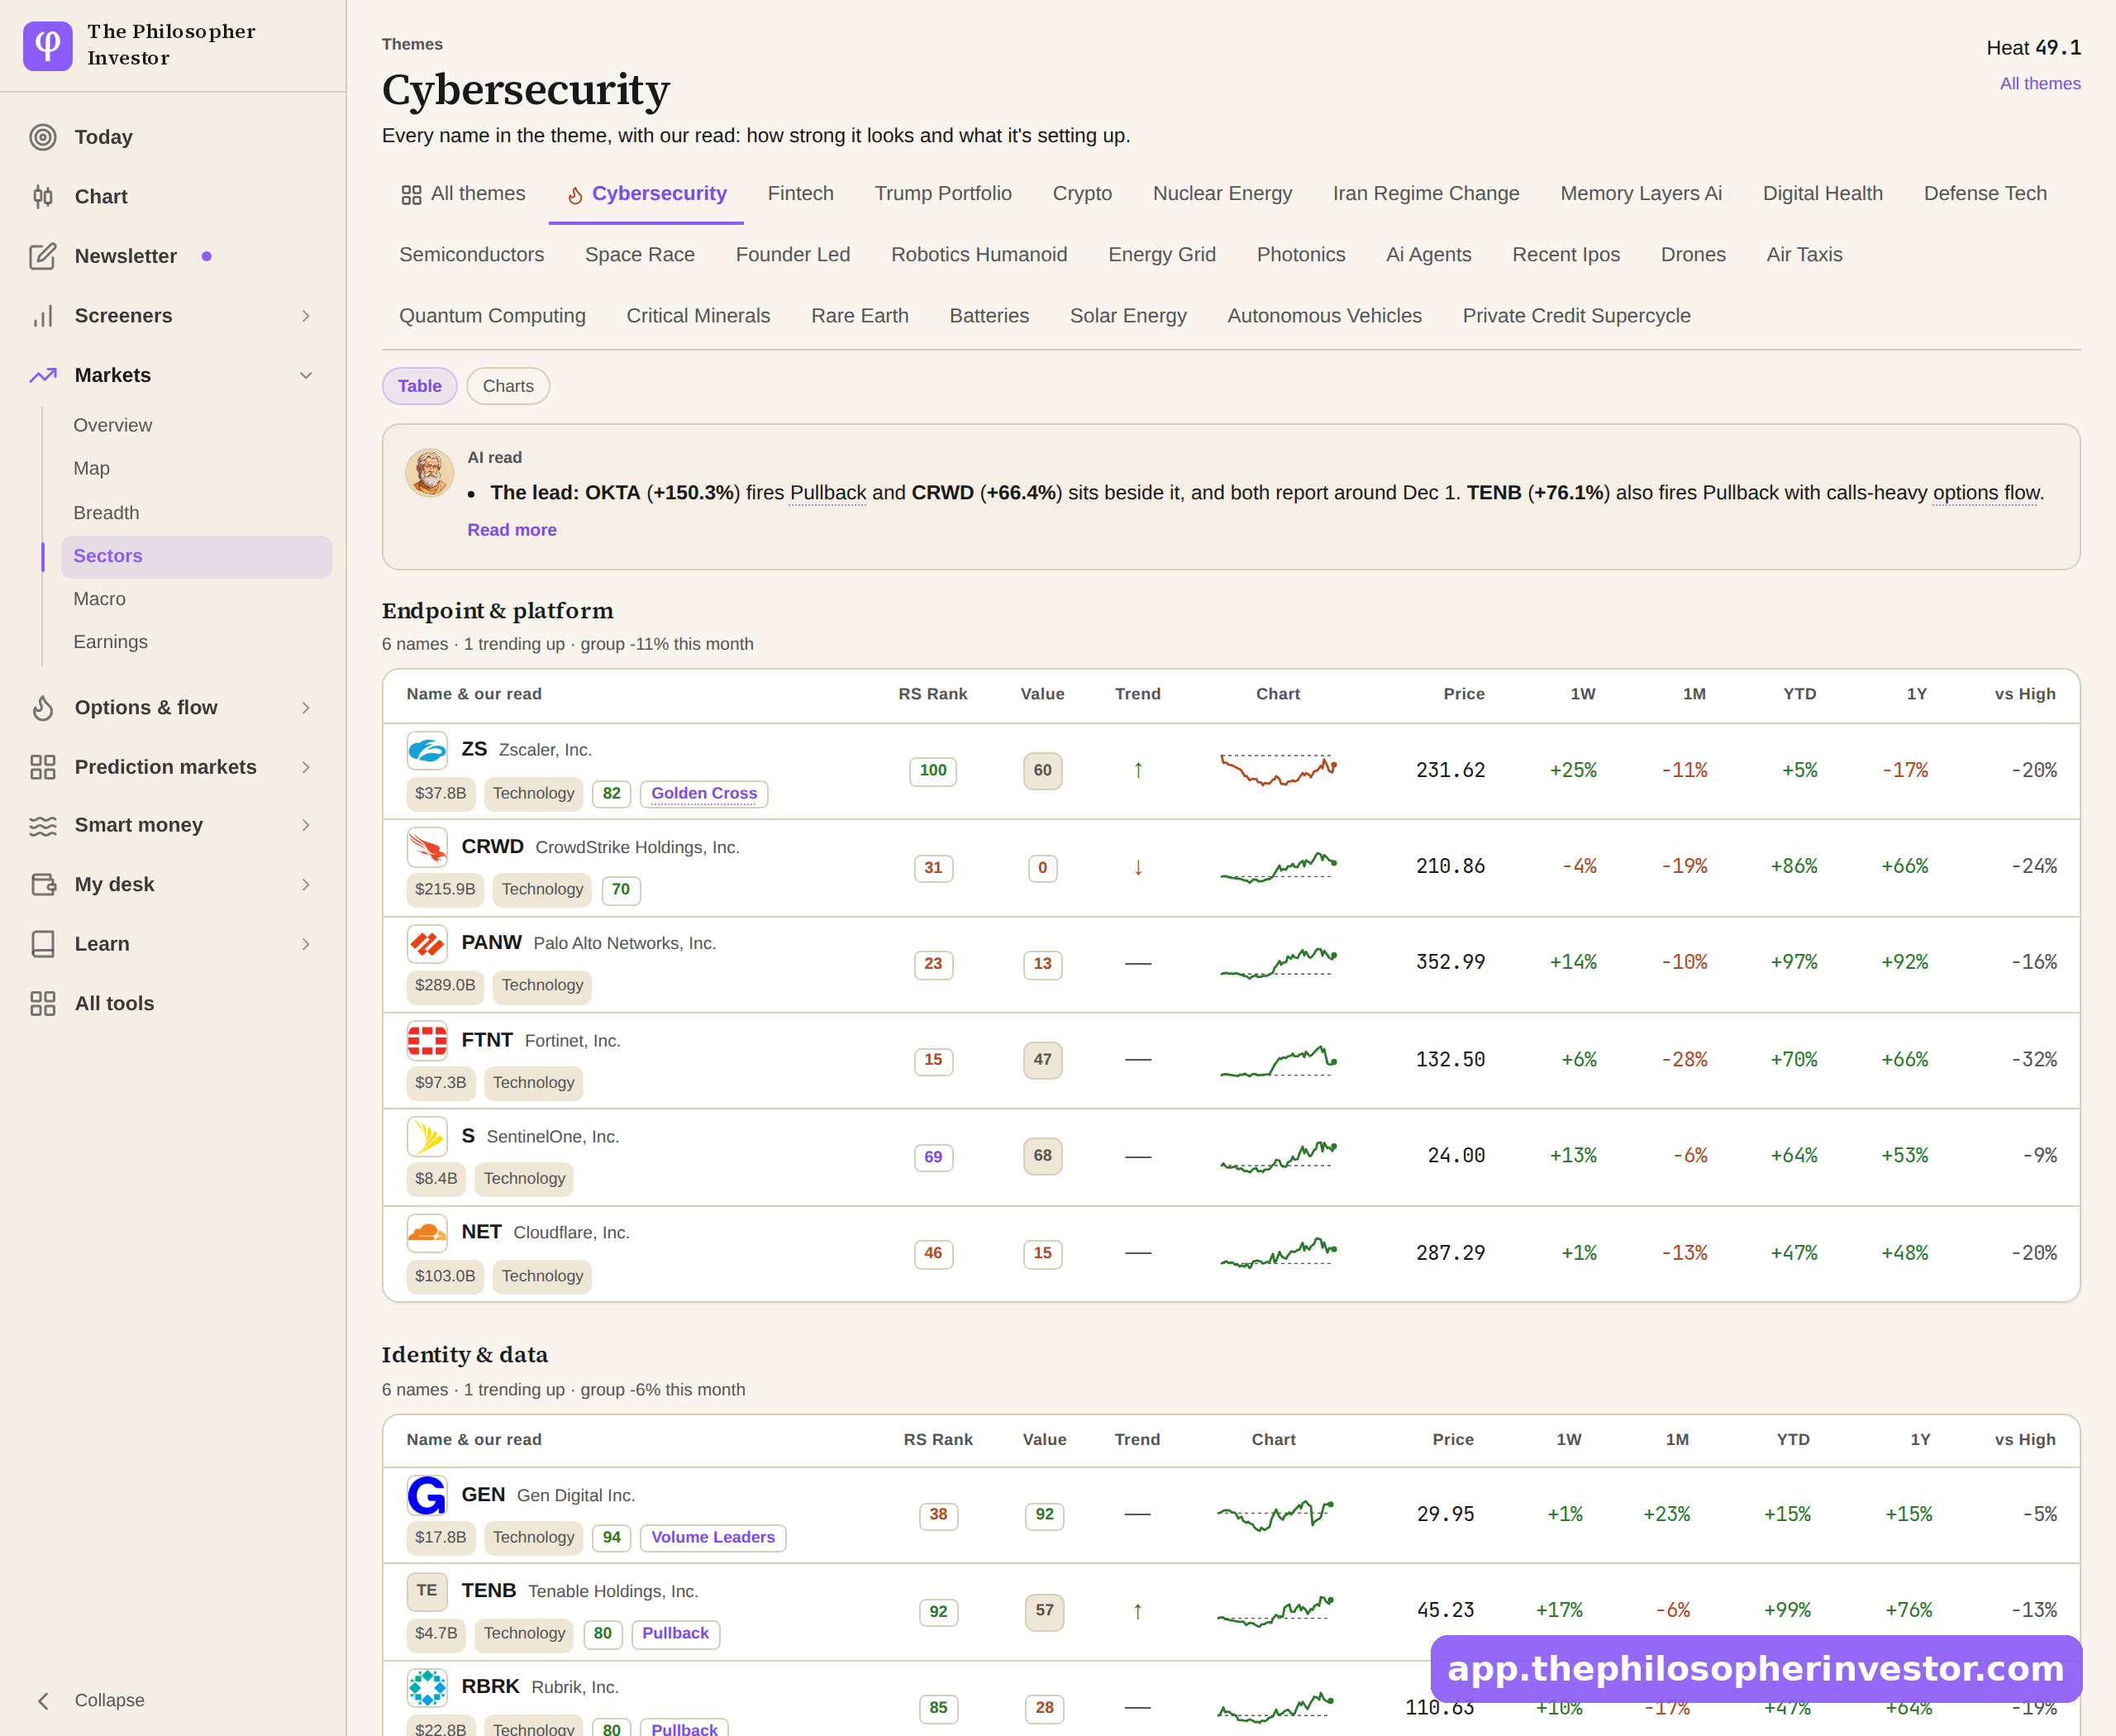 φ The Philosopher
Investor
Today
Chart
Newsletter
Screeners
Markets
Overview
Map
Breadth
Sectors
Macro
Earnings
Options & flow
Prediction markets
Smart money
My desk
Learn
All tools
Collapse
Themes
Heat 49.1
Cybersecurity
All themes
Every name in the theme, with our read: how strong it looks and what it's setting up.
All themes Cybersecurity Fintech Trump Portfolio Crypto Nuclear Energy Iran Regime Change Memory Layers Ai Digital Health Defense Tech
Semiconductors Space Race Founder Led Robotics Humanoid Energy Grid Photonics Ai Agents Recent Ipos Drones Air Taxis
Quantum Computing Critical Minerals Rare Earth Batteries Solar Energy Autonomous Vehicles Private Credit Supercycle
Table Charts
AI read
• The lead: OKTA (+150.3%) fires Pullback and CRWD (+66.4%) sits beside it, and both report around Dec 1. TENB (+76.1%) also fires Pullback with calls-heavy options flow.
Read more
Endpoint & platform
6 names · 1 trending up · group -11% this month
Name & our read RS Rank Value Trend Chart Price 1W 1M YTD 1Y vs High
ZS Zscaler, Inc.
100 60 ↑ 231.62 +25% -11% +5% -17% -20%
$37.8B Technology 82 Golden Cross
CRWD CrowdStrike Holdings, Inc.
31 0 ↓ 210.86 -4% -19% +86% +66% -24%
$215.9B Technology 70
PANW Palo Alto Networks, Inc.
23 13 — 352.99 +14% -10% +97% +92% -16%
$289.0B Technology
FTNT Fortinet, Inc.
15 47 — 132.50 +6% -28% +70% +66% -32%
$97.3B Technology
S SentinelOne, Inc.
69 68 — 24.00 +13% -6% +64% +53% -9%
$8.4B Technology
NET Cloudflare, Inc.
46 15 — 287.29 +1% -13% +47% +48% -20%
$103.0B Technology
Identity & data
6 names · 1 trending up · group -6% this month
Name & our read RS Rank Value Trend Chart Price 1W 1M YTD 1Y vs High
GEN Gen Digital Inc.
38 92 — 29.95 +1% +23% +15% +15% -5%
$17.8B Technology 94 Volume Leaders
TE TENB Tenable Holdings, Inc.
92 57 ↑ 45.23 +17% -6% +99% +76% -13%
$4.7B Technology 80 Pullback
app.thephilosopherinvestor.com
RBRK Rubrik, Inc.
85 28 — 110.63 +10% -17% +47% +64% -19%
$22.8B Technology 80 Pullback